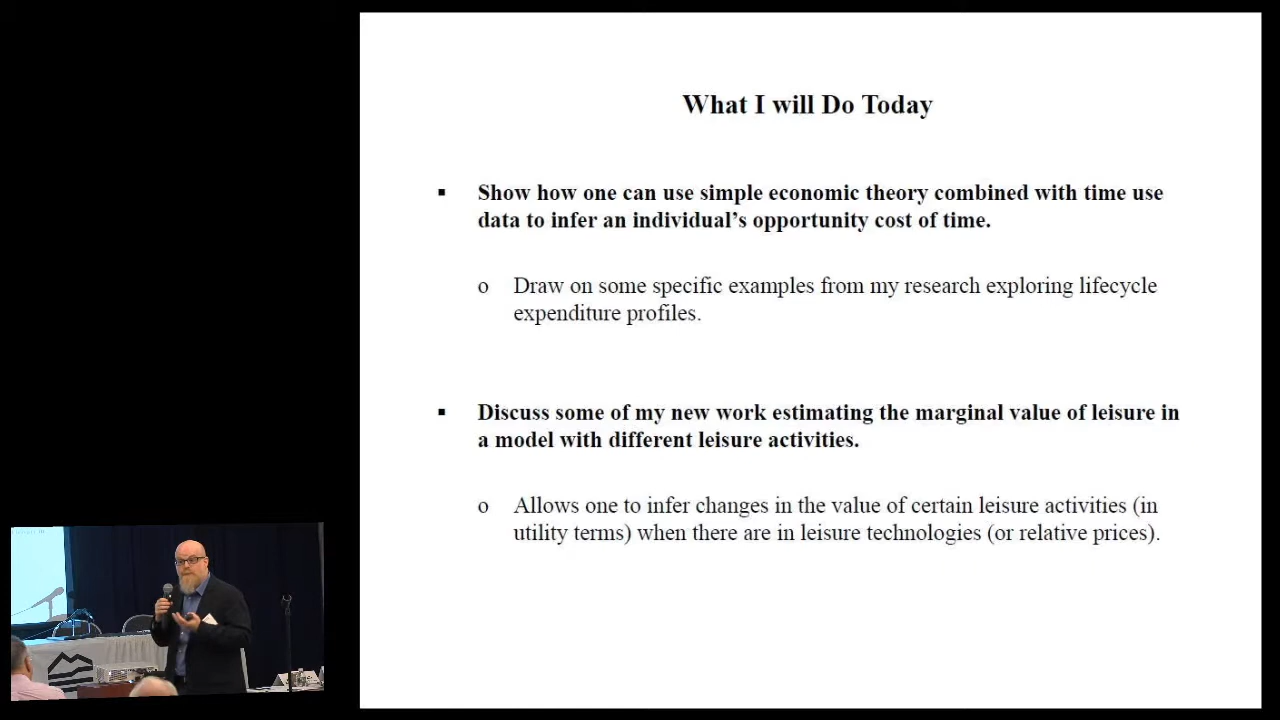 What I will Do Today
▪ Show how one can use simple economic theory combined with time use
data to infer an individual's opportunity cost of time.
o Draw on some specific examples from my research exploring lifecycle
expenditure profiles.
▪ Discuss some of my new work estimating the marginal value of leisure in
a model with different leisure activities.
o Allows one to infer changes in the value of certain leisure activities (in
utility terms) when there are in leisure technologies (or relative prices).